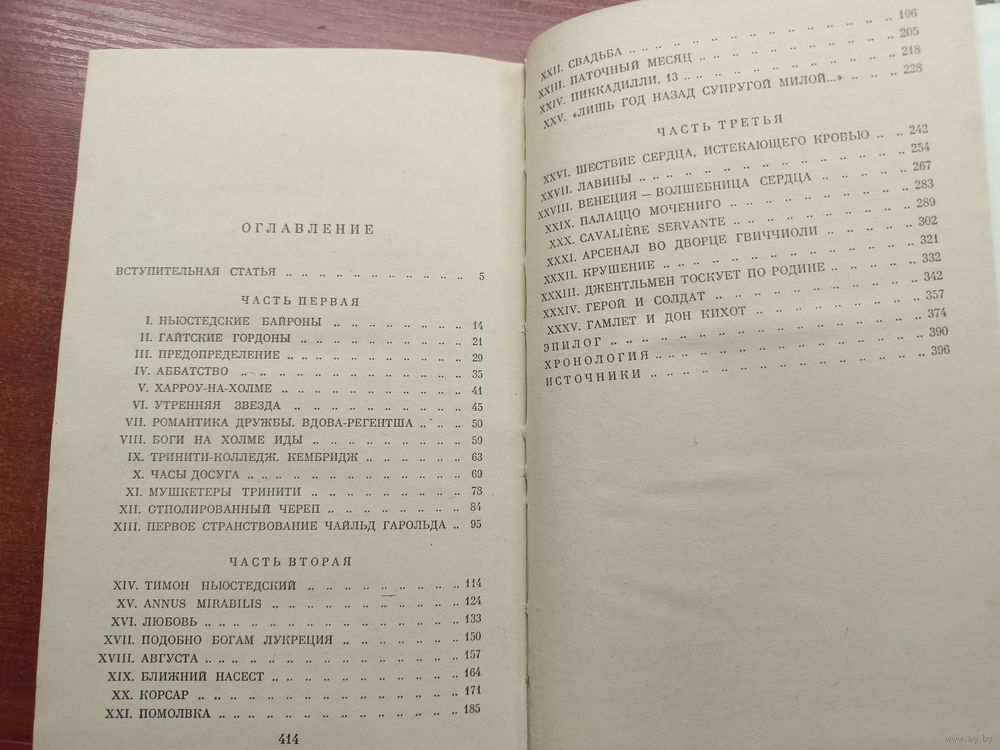 ОГЛАВЛЕНИЕ
ВСТУПИТЕЛЬНАЯ СТАТЬЯ .. .. .. .. .. .. .. .. .. .. .. 5
ЧАСТЬ ПЕРВАЯ
I. НЬЮСТЕДСКИЕ БАЙРОНЫ .. .. .. .. .. .. .. .. 14
II. ГАЙТСКИЕ ГОРДОНЫ .. .. .. .. .. .. .. .. .. .. 21
III. ПРЕДОПРЕДЕЛЕНИЕ .. .. .. .. .. .. .. .. .. .. 29
IV. АББАТСТВО .. .. .. .. .. .. .. .. .. .. .. .. 35
V. ХАРРОУ-НА-ХОЛМЕ .. .. .. .. .. .. .. .. .. .. 41
VI. УТРЕННЯЯ ЗВЕЗДА .. .. .. .. .. .. .. .. .. .. 45
VII. РОМАНТИКА ДРУЖБЫ. ВДОВА-РЕГЕНТША .. .. .. 50
VIII. БОГИ НА ХОЛМЕ ИДЫ .. .. .. .. .. .. .. .. 59
IX. ТРИНИТИ-КОЛЛЕДЖ. КЕМБРИДЖ .. .. .. .. .. .. 63
X. ЧАСЫ ДОСУГА .. .. .. .. .. .. .. .. .. .. .. 69
XI. МУШКЕТЕРЫ ТРИНИТИ .. .. .. .. .. .. .. .. 78
XII. ОТПОЛИРОВАННЫЙ ЧЕРЕП .. .. .. .. .. .. .. 84
XIII. ПЕРВОЕ СТРАНСТВОВАНИЕ ЧАЙЛЬД ГАРОЛЬДА .. 95
ЧАСТЬ ВТОРАЯ
XIV. ТИМОН НЬЮСТЕДСКИЙ .. .. .. .. .. .. .. .. 114
XV. ANNUS MIRABILIS .. .. .. .. .. .. .. .. .. 124
XVI. ЛЮБОВЬ .. .. .. .. .. .. .. .. .. .. .. .. 133
XVII. ПОДОБНО БОГАМ ЛУКРЕЦИЯ .. .. .. .. .. .. 150
XVIII. АВГУСТА .. .. .. .. .. .. .. .. .. .. .. .. 157
XIX. БЛИЖНИЙ НАСЕСТ .. .. .. .. .. .. .. .. .. 164
XX. КОРСАР .. .. .. .. .. .. .. .. .. .. .. .. 171
XXI. ПОМОЛВКА .. .. .. .. .. .. .. .. .. .. .. 185
414
XXII. СВАДЬБА .. .. .. .. .. .. .. .. .. .. .. 196
XXIII. ПАТОЧНЫЙ МЕСЯЦ .. .. .. .. .. .. .. .. 205
XXIV. ПИККАДИЛЛИ, 13 .. .. .. .. .. .. .. .. .. 218
XXV. «ЛИШЬ ГОД НАЗАД СУПРУГОЙ МИЛОЙ...» .. .. .. 228
ЧАСТЬ ТРЕТЬЯ
XXVI. ШЕСТВИЕ СЕРДЦА, ИСТЕКАЮЩЕГО КРОВЬЮ .. .. 242
XXVII. ЛАВИНЫ .. .. .. .. .. .. .. .. .. .. .. 254
XXVIII. ВЕНЕЦИЯ — ВОЛШЕБНИЦА СЕРДЦА .. .. .. .. 267
XXIX. ПАЛАЦЦО МОЧЕНИГО .. .. .. .. .. .. .. .. 283
XXX. CAVALIÈRE SERVANTE .. .. .. .. .. .. .. .. 289
XXXI. АРСЕНАЛ ВО ДВОРЦЕ ГВИЧЧИОЛИ .. .. .. .. 302
XXXII. КРУШЕНИЕ .. .. .. .. .. .. .. .. .. .. 321
XXXIII. ДЖЕНТЛЬМЕН ТОСКУЕТ ПО РОДИНЕ .. .. .. .. 332
XXXIV. ГЕРОЙ И СОЛДАТ .. .. .. .. .. .. .. .. 342
XXXV. ГАМЛЕТ И ДОН КИХОТ .. .. .. .. .. .. .. 357
ЭПИЛОГ .. .. .. .. .. .. .. .. .. .. .. .. 374
ХРОНОЛОГИЯ .. .. .. .. .. .. .. .. .. .. .. 390
ИСТОЧНИКИ .. .. .. .. .. .. .. .. .. .. .. 396
www.ay.by